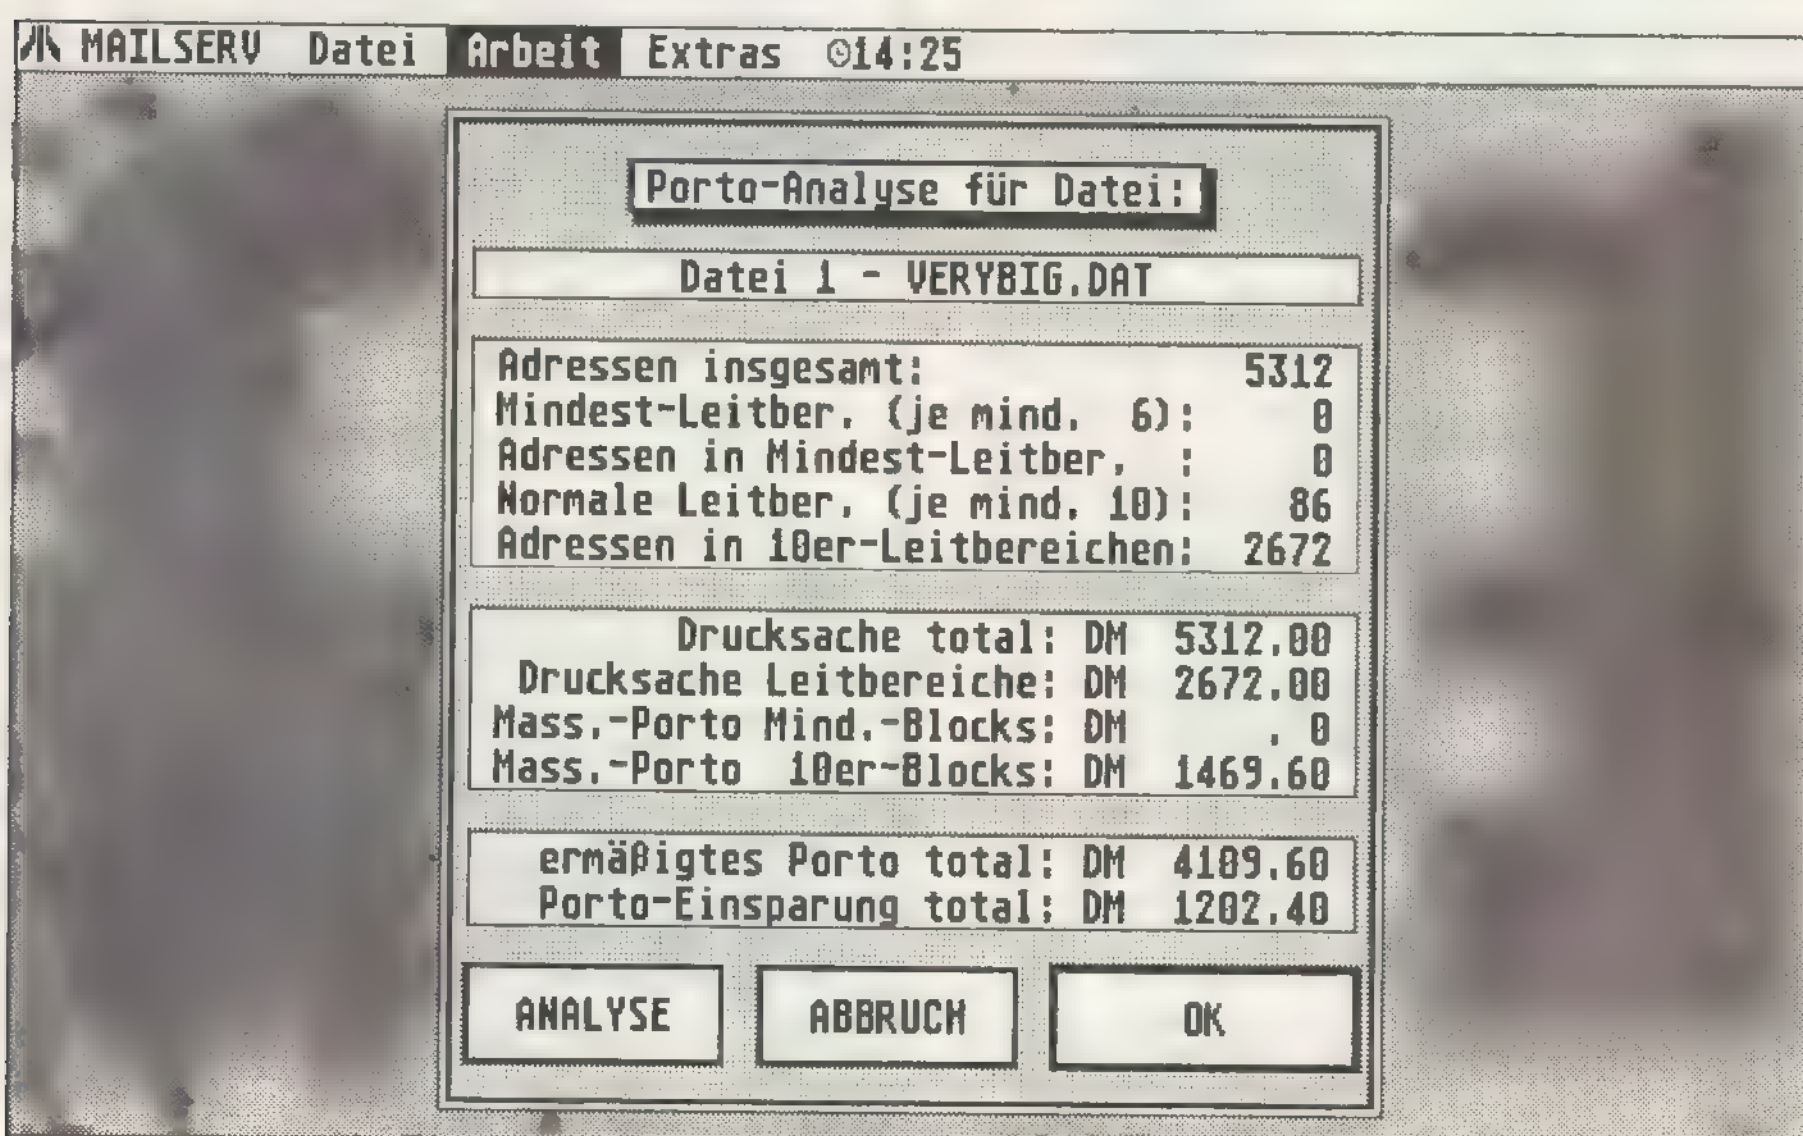 MAILSERV Datei Arbeit Extras 14:25
Porto-Analyse für Datei:
Datei 1 - VERYBIG.DAT
Adressen insgesamt: 5312
Mindest-Leitber. (je mind. 6): 0
Adressen in Mindest-Leitber. : 0
Normale Leitber. (je mind. 10): 86
Adressen in 10er-Leitbereichen: 2672
Drucksache total: DM 5312.00
Drucksache Leitbereiche: DM 2672.00
Mass.-Porto Mind.-Blocks: DM . 0
Mass.-Porto 10er-Blocks: DM 1469.60
ermäßigtes Porto total: DM 4109.60
Porto-Einsparung total: DM 1202.40
ANALYSE ABBRUCH OK